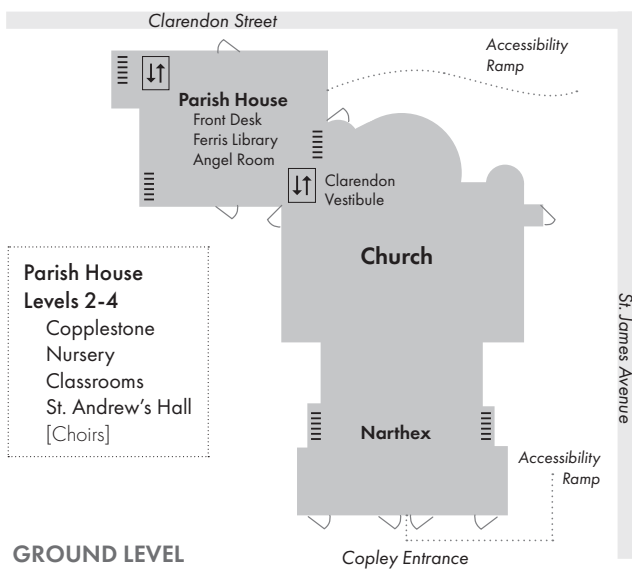 Clarendon Street
Accessibility
Ramp
Parish House
Front Desk
Ferris Library
Angel Room
Clarendon
Vestibule
Church
Parish House
Levels 2-4
Copplestone
Nursery
Classrooms
St. Andrew's Hall
[Choirs]
St. James Avenue
Narthex
Accessibility
Ramp
GROUND LEVEL
Copley Entrance